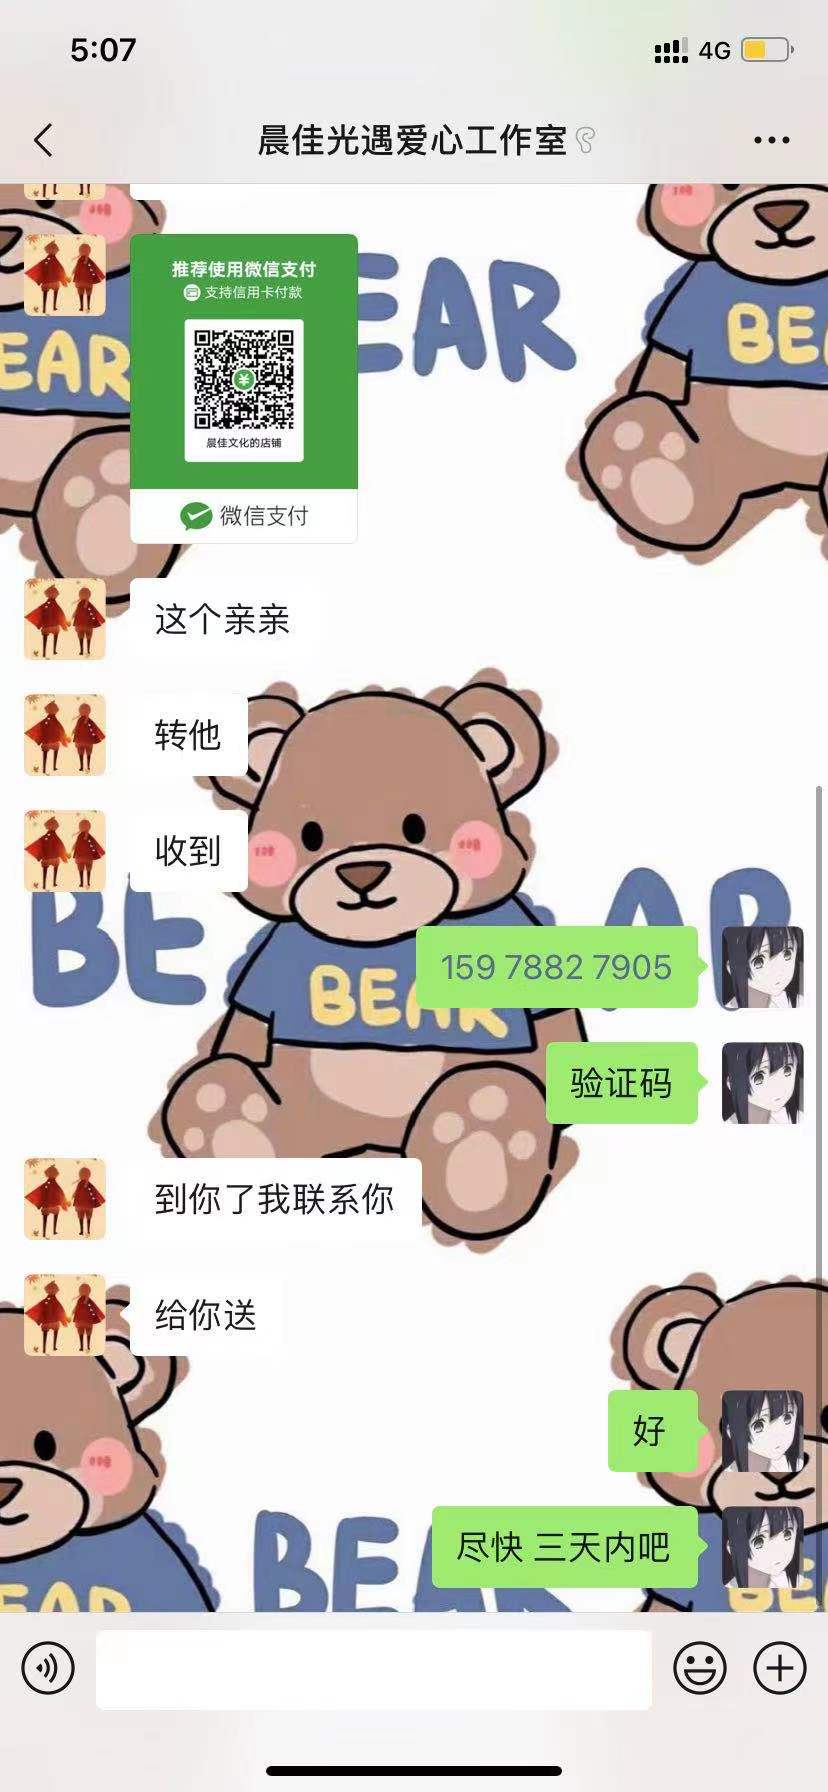 5:07
4G
晨佳光遇爱心工作室
推荐使用微信支付
支持信用卡付款
晨佳文化的店铺
微信支付
这个亲亲
转他
收到
159 7882 7905
验证码
到你了我联系你
给你送
好
尽快 三天内吧
EAR
BEAR
BEAR
BEAR
BEAR